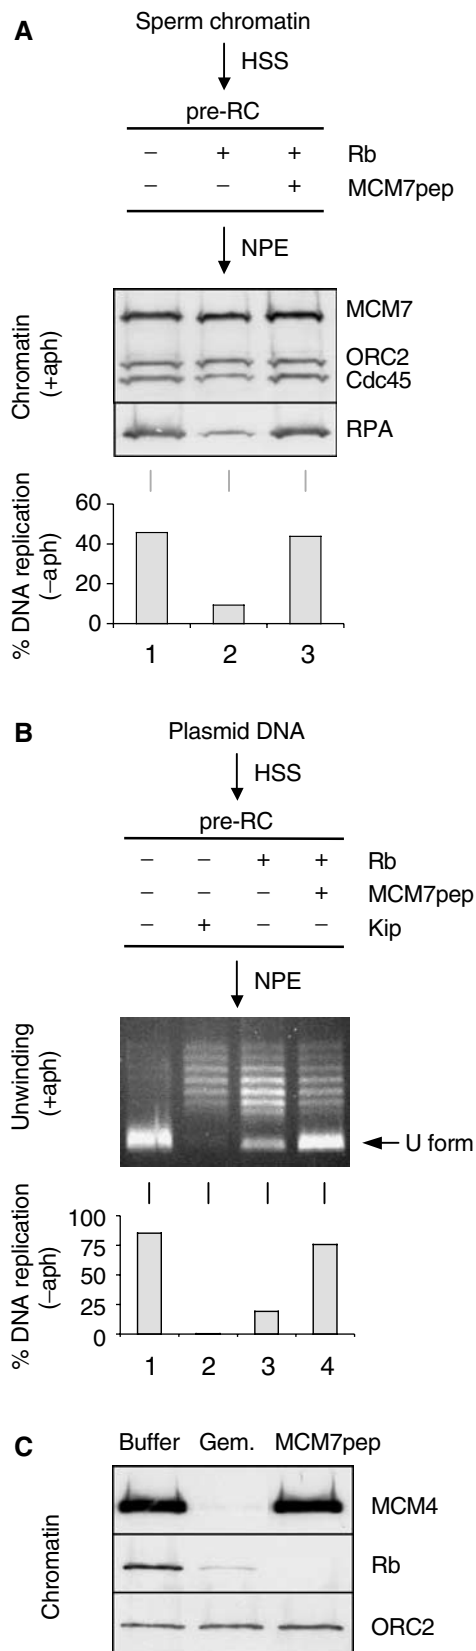 A
Sperm chromatin
HSS
pre-RC
– + + Rb
– – + MCM7pep
NPE
Chromatin
(+aph)
MCM7
ORC2
Cdc45
RPA
% DNA replication
(–aph)
60
40
20
0
1 2 3
B
Plasmid DNA
HSS
pre-RC
– – + + Rb
– – – + MCM7pep
– + – – Kip
NPE
Unwinding
(+aph)
U form
% DNA replication
(–aph)
100
75
50
25
0
1 2 3 4
C
Buffer Gem. MCM7pep
Chromatin
MCM4
Rb
ORC2